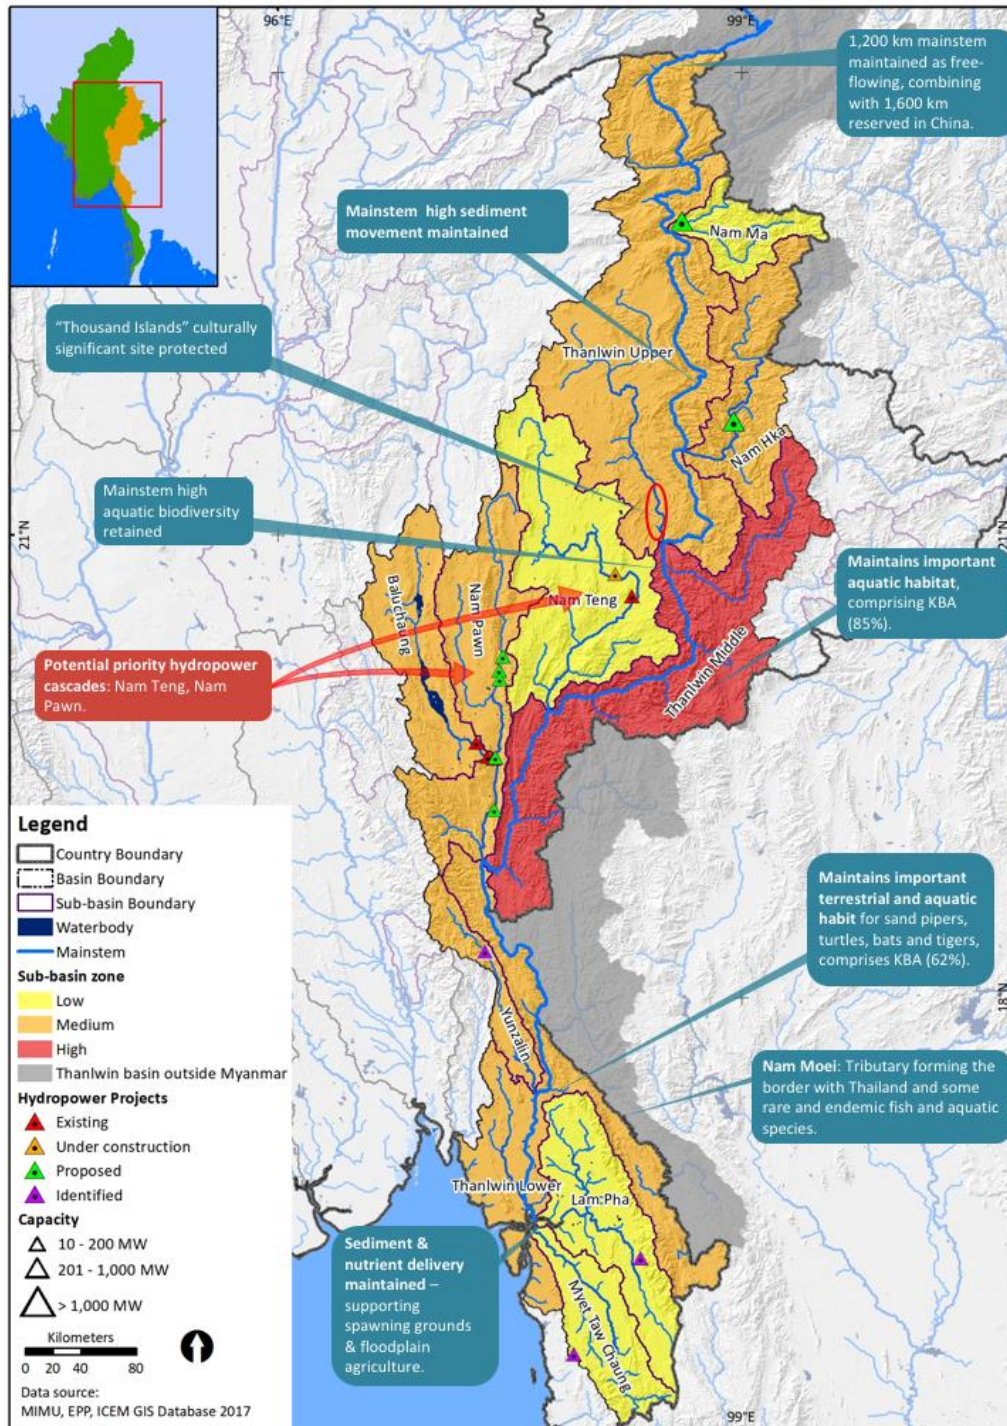 96°E
99°E
1,200 km mainstem
maintained as free-
flowing, combining
with 1,600 km
reserved in China.
Mainstem high sediment
movement maintained
Nam Ma
"Thousand Islands" culturally
significant site protected
Thanlwin Upper
Nam Hka
Mainstem high
aquatic biodiversity
retained
21°N
21°N
Maintains important
aquatic habitat,
comprising KBA
(85%).
Baluchaung
Nam Pawn
Nam Teng
Thanlwin Middle
Potential priority hydropower
cascades: Nam Teng, Nam
Pawn.
Legend
Country Boundary
Basin Boundary
Sub-basin Boundary
Waterbody
Mainstem
Sub-basin zone
Low
Medium
High
Thanlwin basin outside Myanmar
Hydropower Projects
Existing
Under construction
Proposed
Identified
Capacity
10 - 200 MW
201 - 1,000 MW
> 1,000 MW
Kilometers
0 20 40 80
Data source:
MIMU, EPP, ICEM GIS Database 2017
Maintains important
terrestrial and aquatic
habit for sand pipers,
turtles, bats and tigers,
comprises KBA (62%).
18°N
Yunzalin
Nam Moei: Tributary forming the
border with Thailand and some
rare and endemic fish and aquatic
species.
Thanlwin Lower
Lam Pha
Sediment &
nutrient delivery
maintained –
supporting
spawning grounds
& floodplain
agriculture.
Myet Taw Chaung
99°E